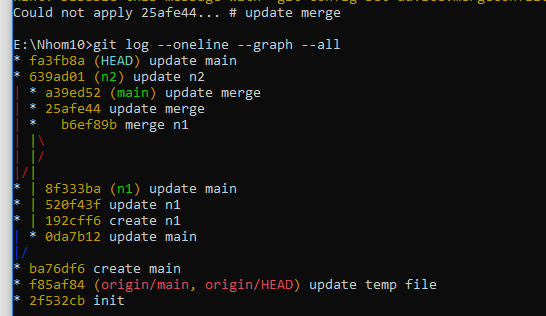 Could not apply 25afe44... # update merge
E:\Nhom10>git log --oneline --graph --all
* fa3fb8a (HEAD) update main
* 639ad01 (n2) update n2
| * a39ed52 (main) update merge
| * 25afe44 update merge
| *   b6ef89b merge n1
| |\
| |/
|/|
* | 8f333ba (n1) update main
* | 520f43f update n1
* | 192cff6 create n1
| * 0da7b12 update main
|/
* ba76df6 create main
* f85af84 (origin/main, origin/HEAD) update temp file
* 2f532cb init